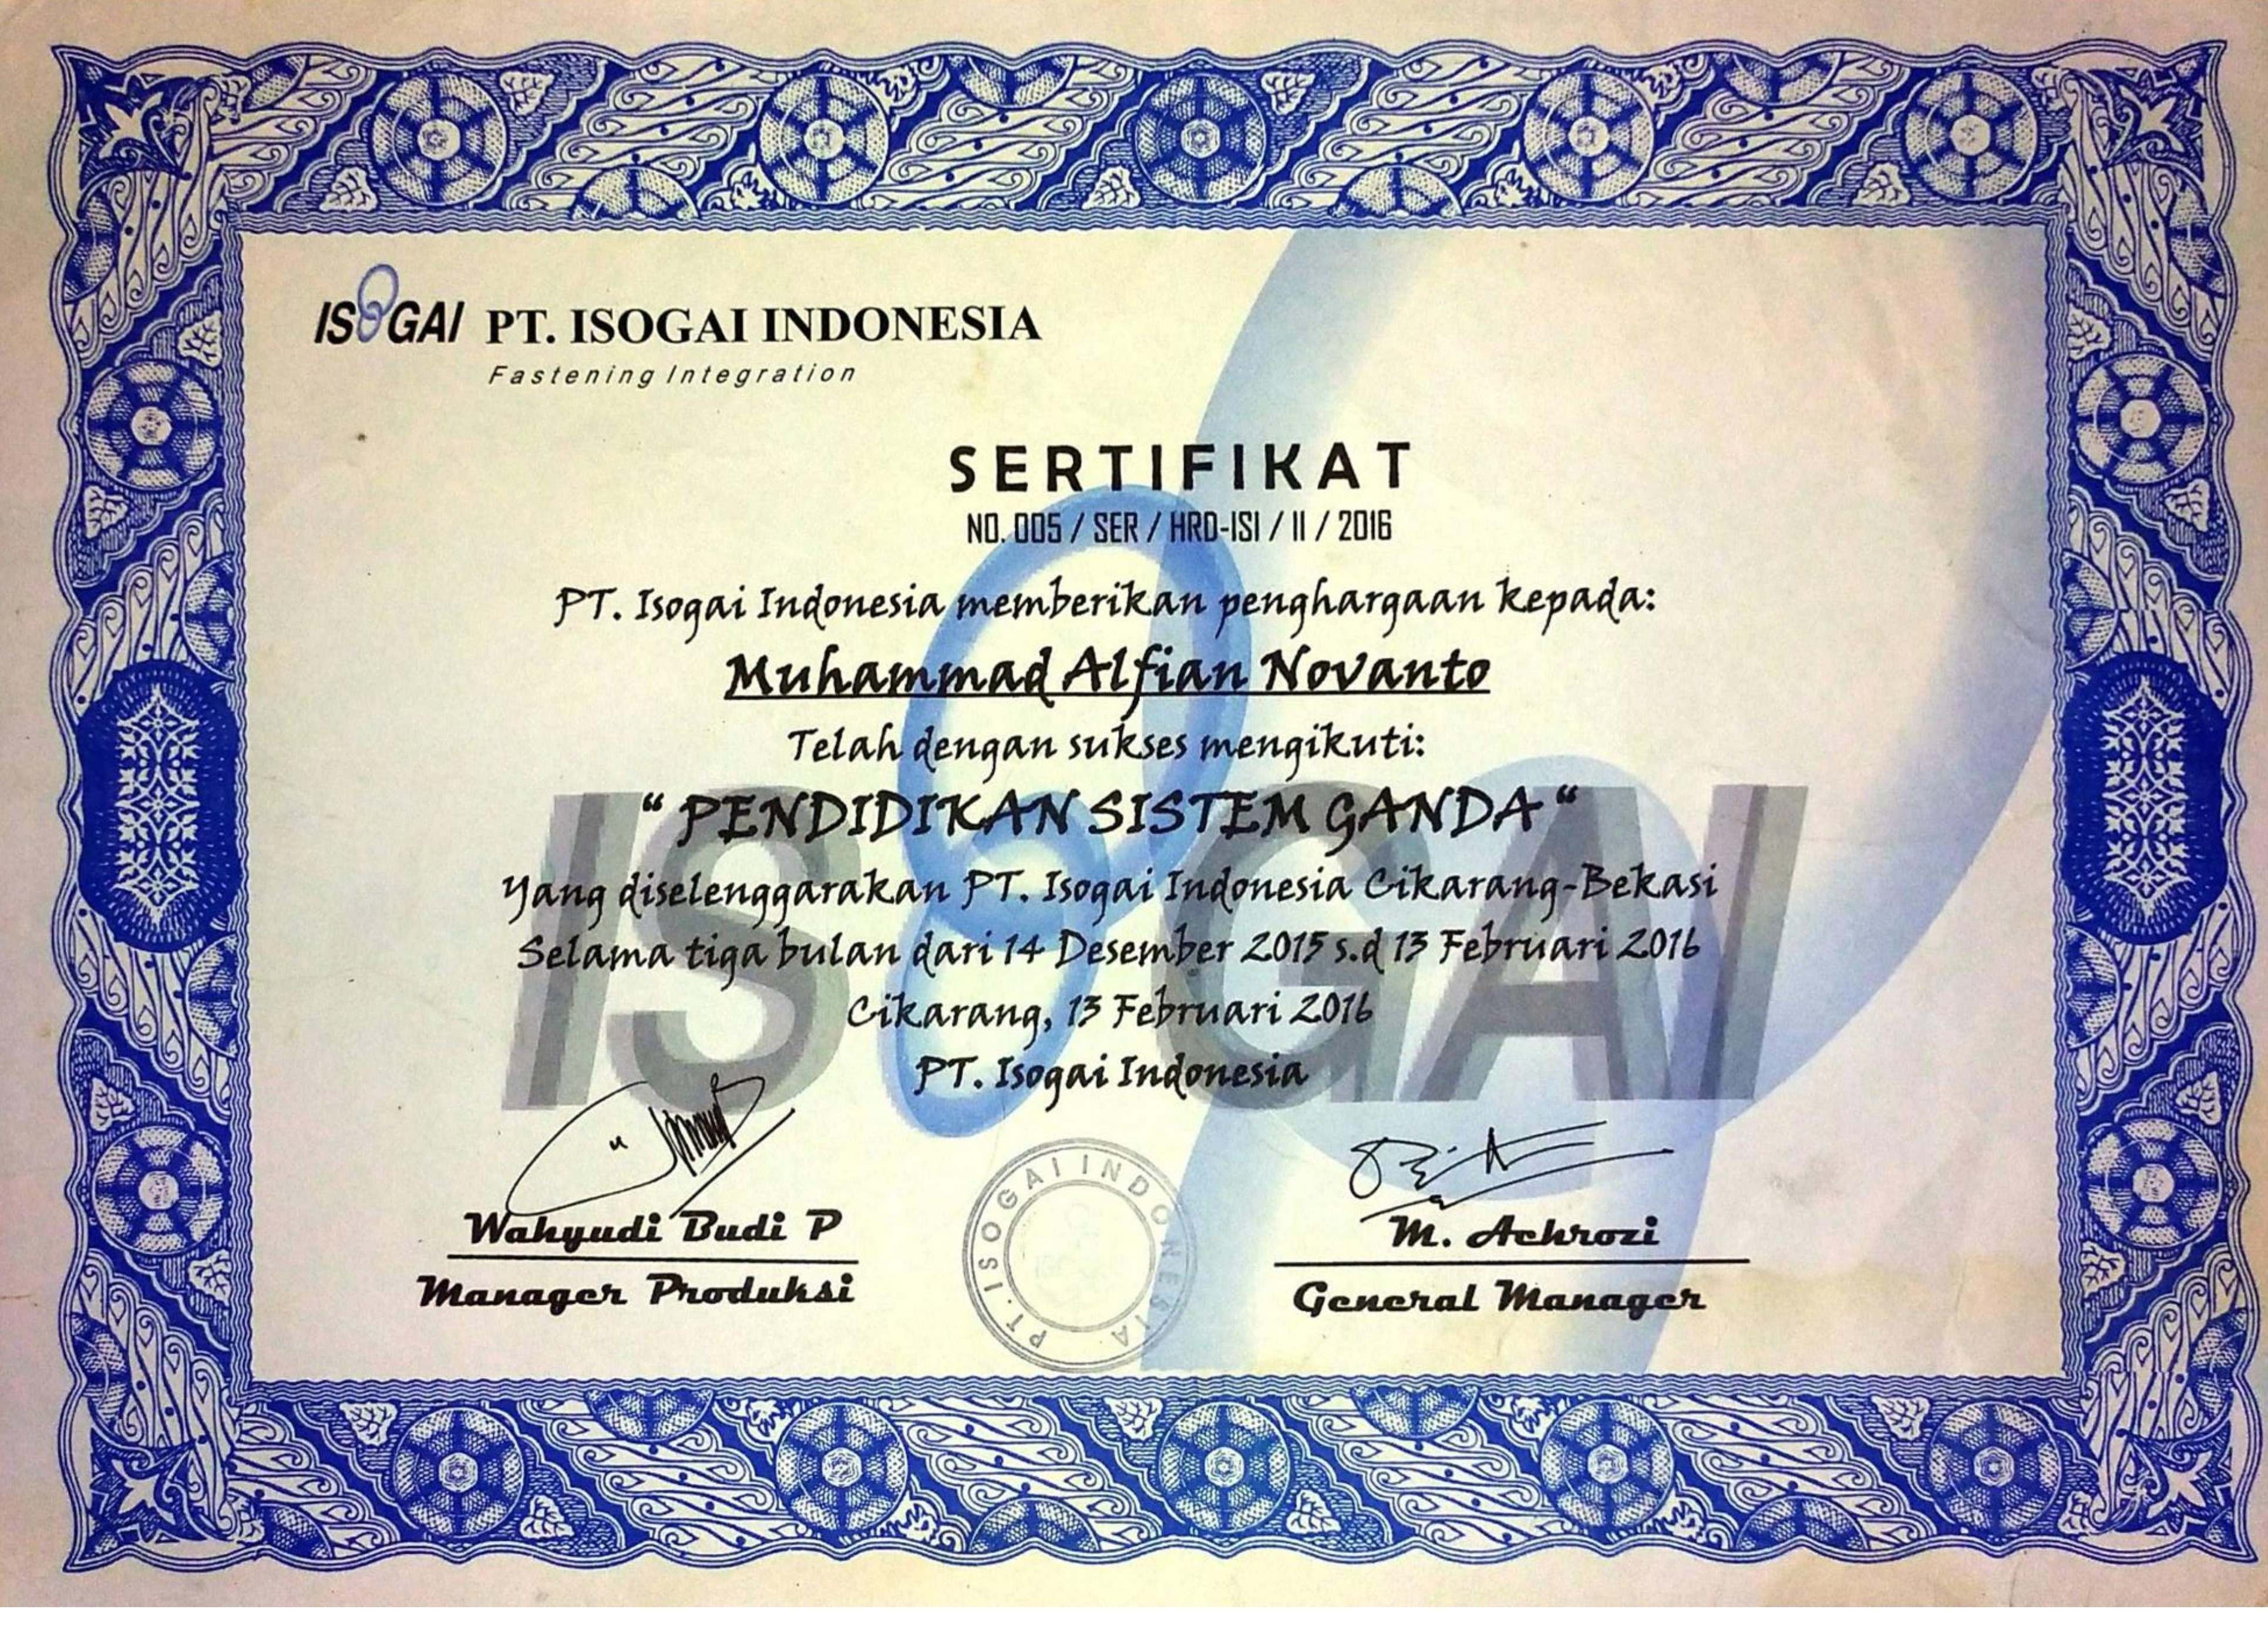 ISOGAI PT. ISOGAI INDONESIA
Fastening Integration
SERTIFIKAT
NO. 005 / SER / HRD-ISI / II / 2016
PT. Isogai Indonesia memberikan penghargaan kepada:
Muhammad Alfian Novanto
Telah dengan sukses mengikuti:
“ PENDIDIKAN SISTEM GANDA “
Yang diselenggarakan PT. Isogai Indonesia Cikarang-Bekasi
Selama tiga bulan dari 14 Desember 2015 s.d 13 Februari 2016
Cikarang, 13 Februari 2016
PT. Isogai Indonesia
ISOGAI
PT. ISOGAI INDONESIA
Wahyudi Budi P
Manager Produksi
M. Achrozi
General Manager